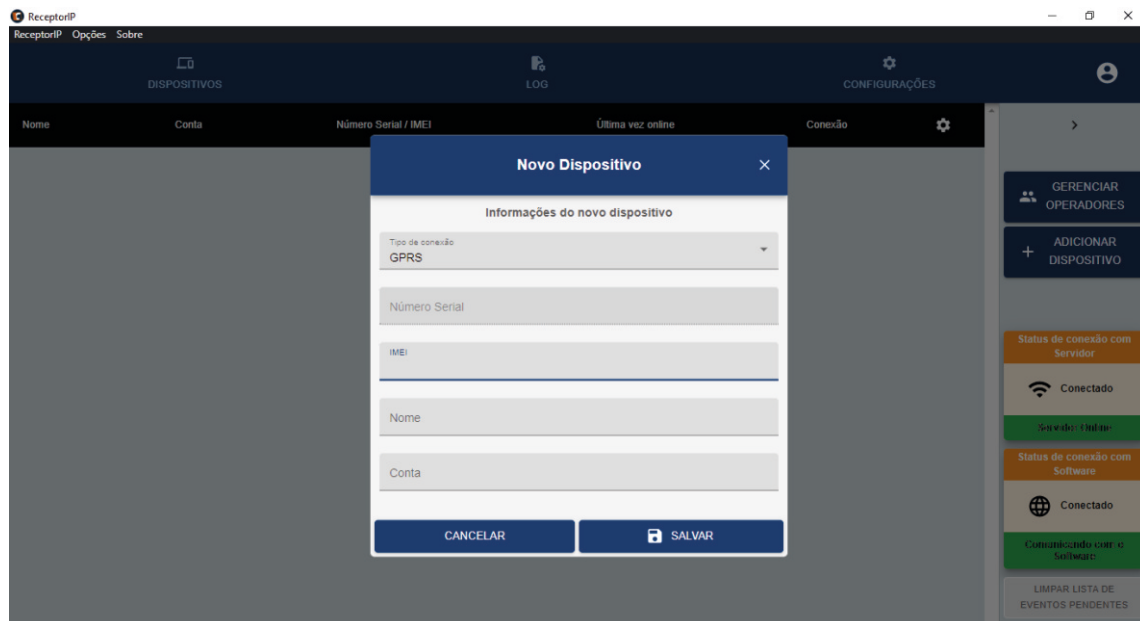 ReceptorIP
ReceptorIP Opções Sobre
DISPOSITIVOS
LOG
CONFIGURAÇÕES
Nome Conta Número Serial / IMEI Última vez online Conexão
Novo Dispositivo
Informações do novo dispositivo
Tipo de conexão
GPRS
Número Serial
IMEI
Nome
Conta
CANCELAR
SALVAR
GERENCIAR
OPERADORES
ADICIONAR
DISPOSITIVO
Status de conexão com
Servidor
Conectado
Servidor Online
Status de conexão com
Software
Conectado
Comunicando com o
Software
LIMPAR LISTA DE
EVENTOS PENDENTES